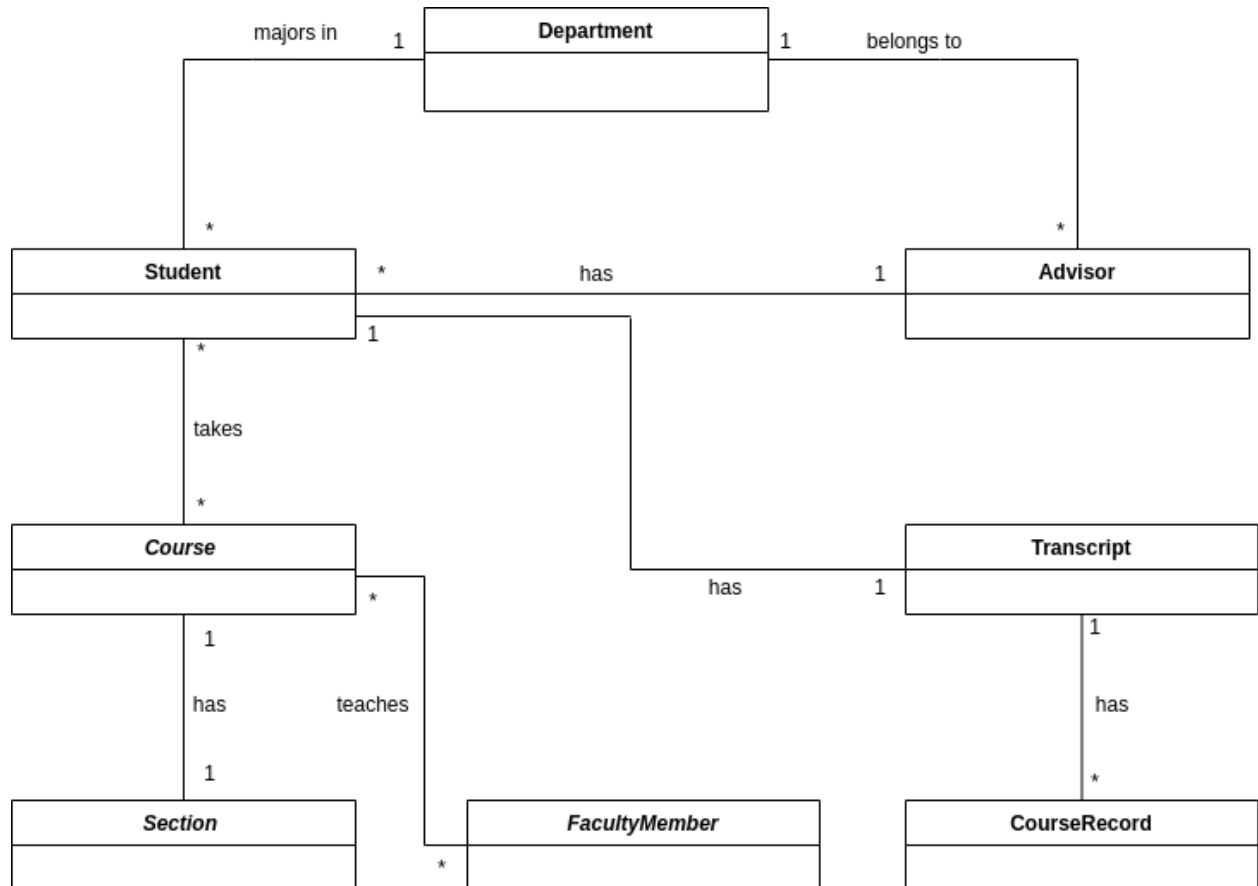 majors in
1
Department
1
belongs to
*
*
Student
*
has
1
Advisor
1
*
takes
*
Course
Transcript
*
has
1
1
1
has
teaches
has
1
*
Section
FacultyMember
CourseRecord
*